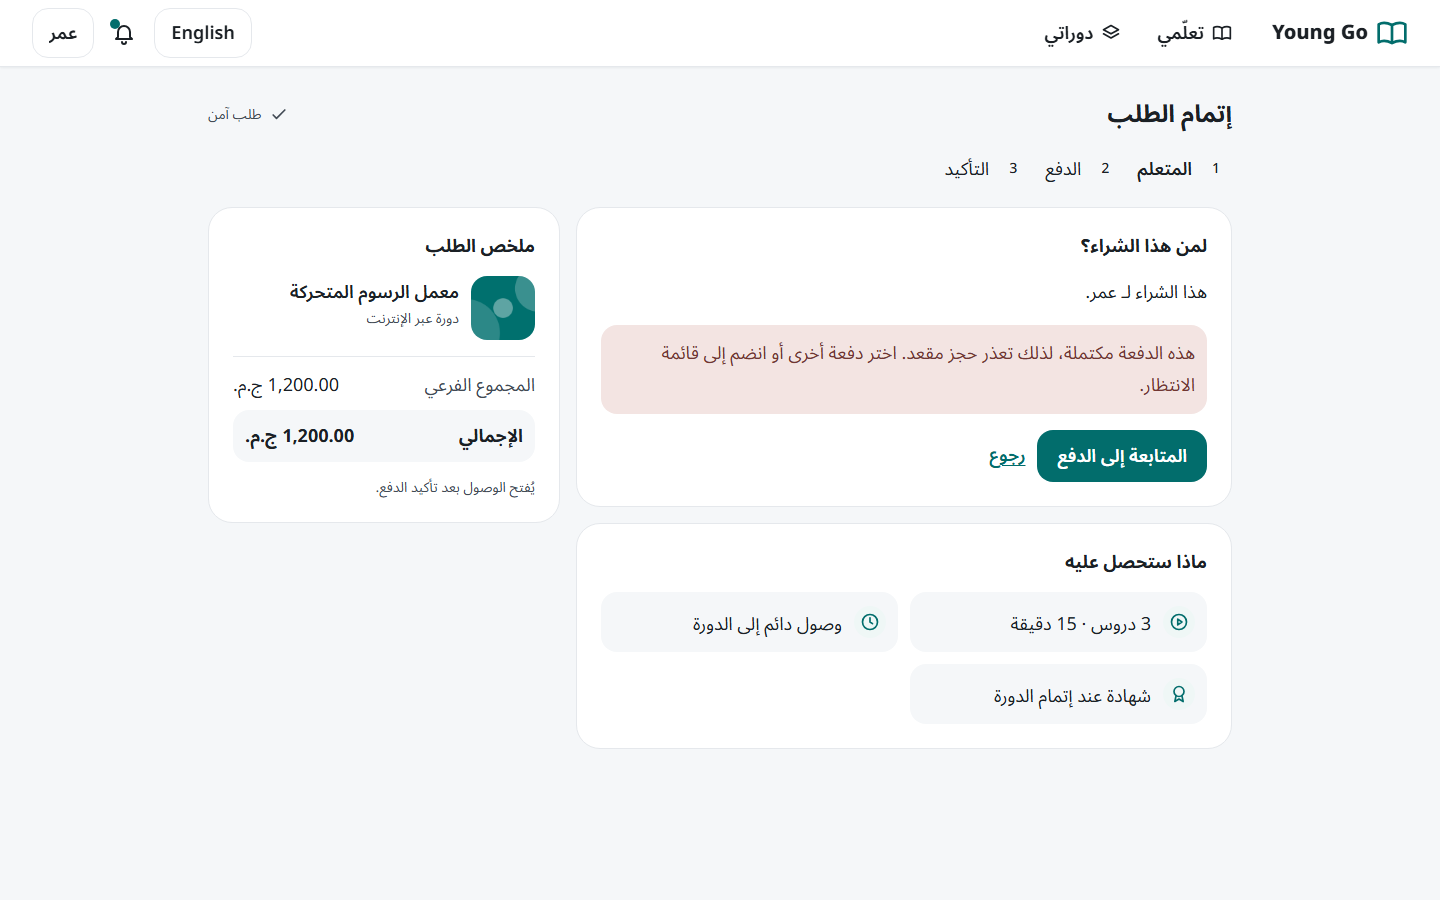 Young Go
تعلّمي
دوراتي
English
عمر
إتمام الطلب
طلب آمن
1 المتعلم 2 الدفع 3 التأكيد
لمن هذا الشراء؟
هذا الشراء لـ عمر.
هذه الدفعة مكتملة، لذلك تعذر حجز مقعد. اختر دفعة أخرى أو انضم إلى قائمة
الانتظار.
المتابعة إلى الدفع
رجوع
ماذا ستحصل عليه
3 دروس · 15 دقيقة
وصول دائم إلى الدورة
شهادة عند إتمام الدورة
ملخص الطلب
معمل الرسوم المتحركة
دورة عبر الإنترنت
المجموع الفرعي 1,200.00 ج.م.
الإجمالي 1,200.00 ج.م.
يُفتح الوصول بعد تأكيد الدفع.